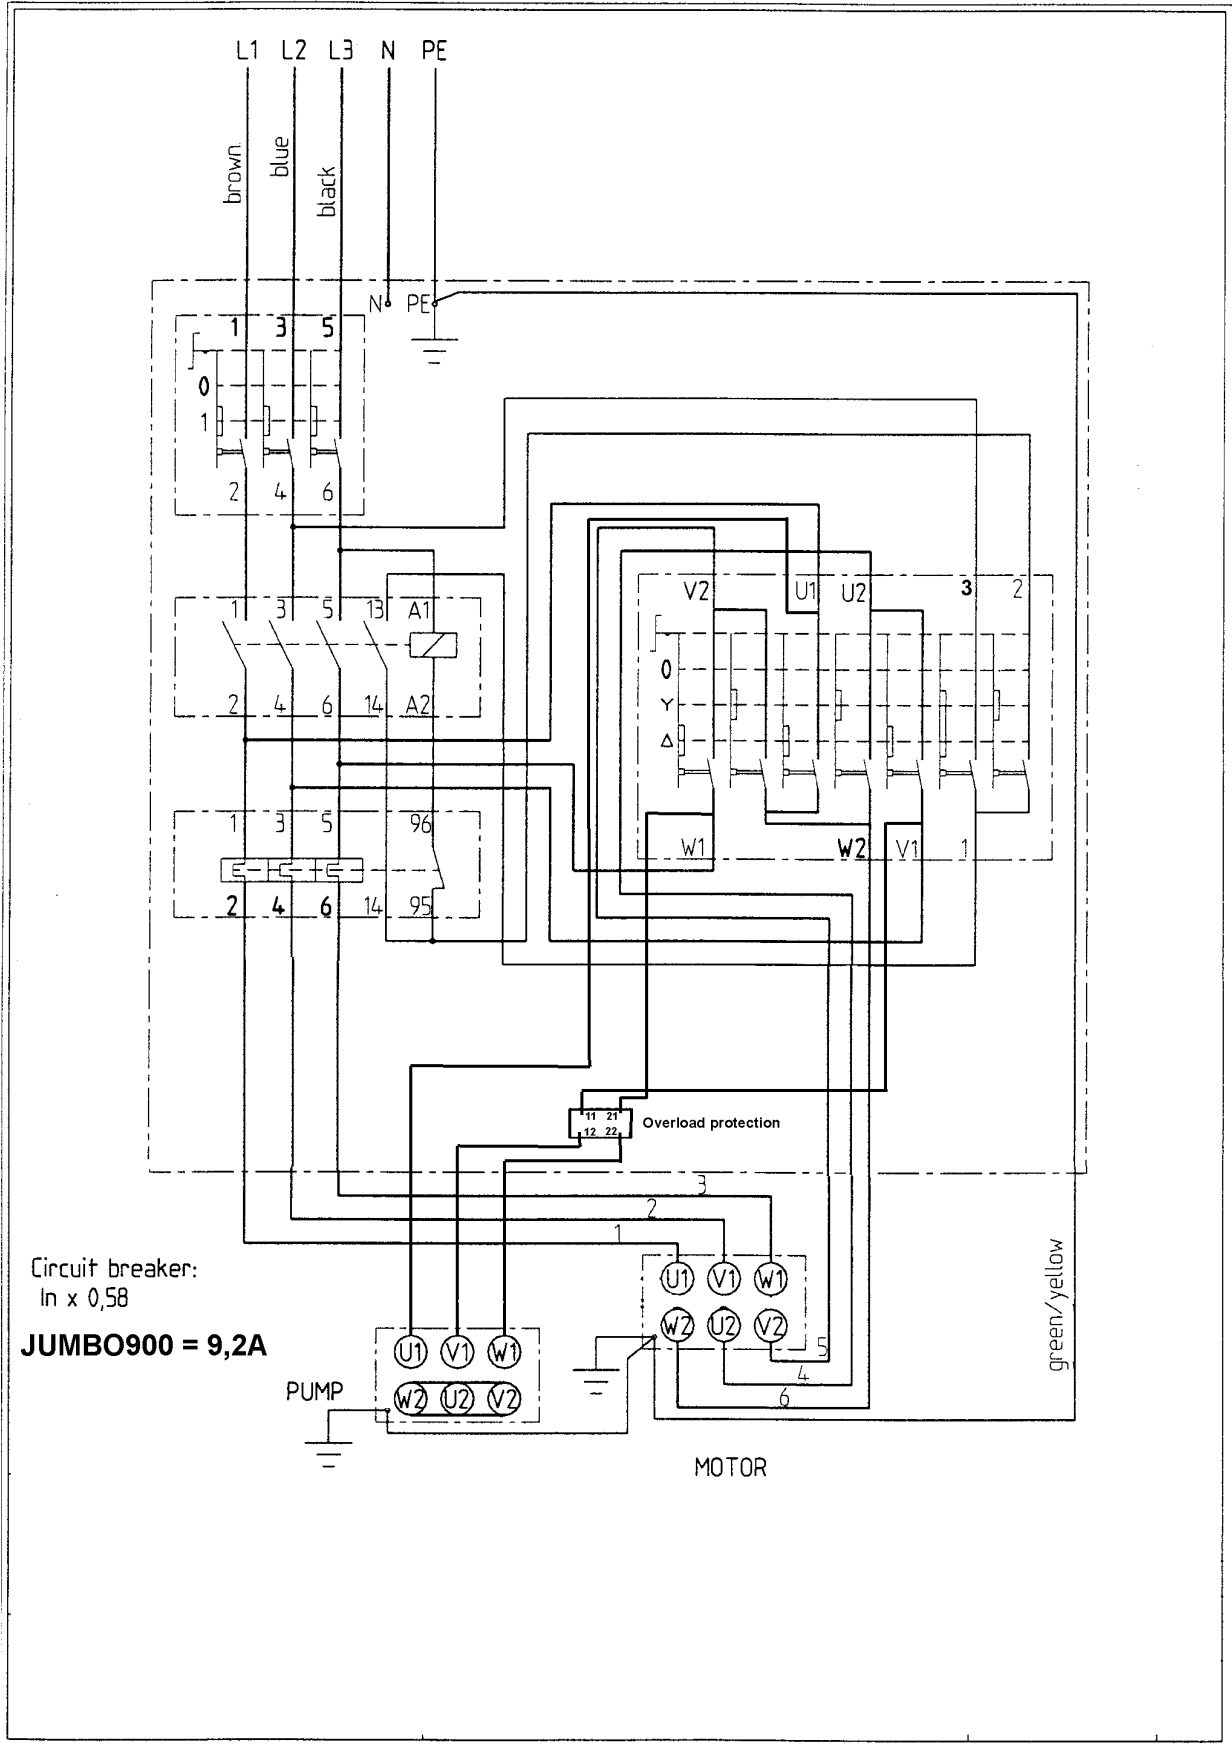 L1 L2 L3 N PE
brown
blue
black
N PE
1 3 5
0
1
2 4 6
V2 U1 U2 3 2
1 3 5 13 A1
0
Y
Δ
2 4 6 14 A2
1 3 5 96
W1 W2 V1 1
2 4 6 14 95
11 21
12 22
Overload protection
3
2
1
Circuit breaker:
In x 0,58
JUMBO900 = 9,2A
U1 V1 W1
W2 U2 V2
5
4
6
green/yellow
U1 V1 W1
W2 U2 V2
PUMP
MOTOR